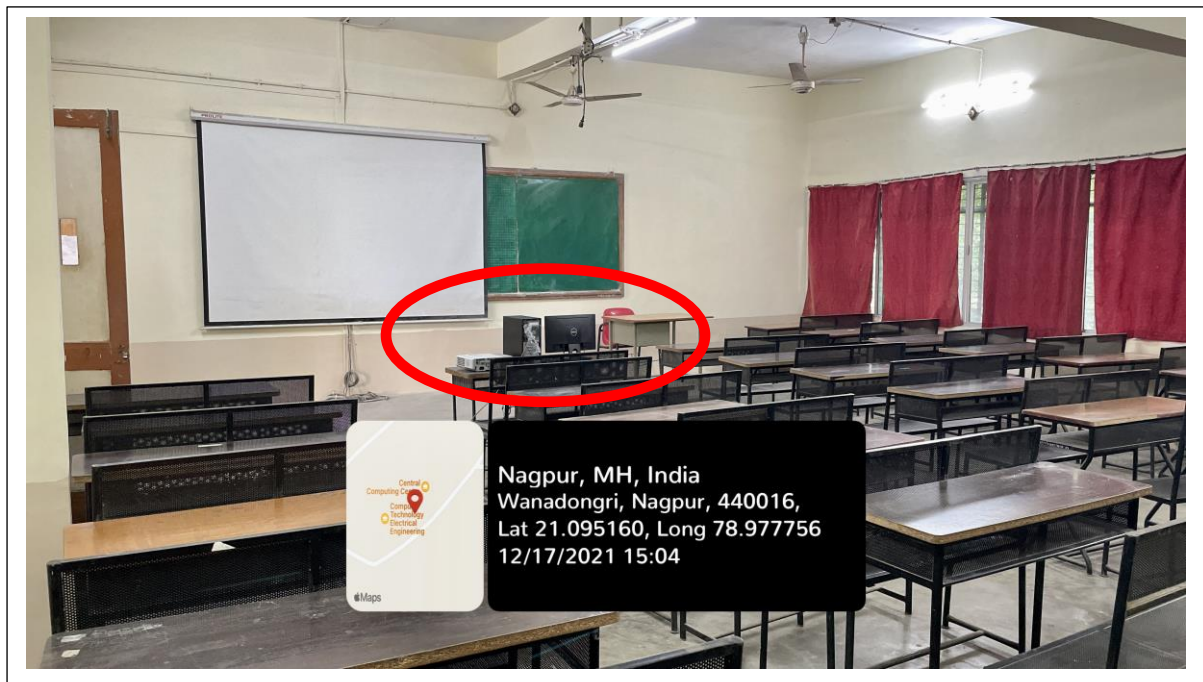 Central
Computing Ce
Compu
Technology
Electrical
Engineering
Maps
Nagpur, MH, India
Wanadongri, Nagpur, 440016,
Lat 21.095160, Long 78.977756
12/17/2021 15:04
DELL